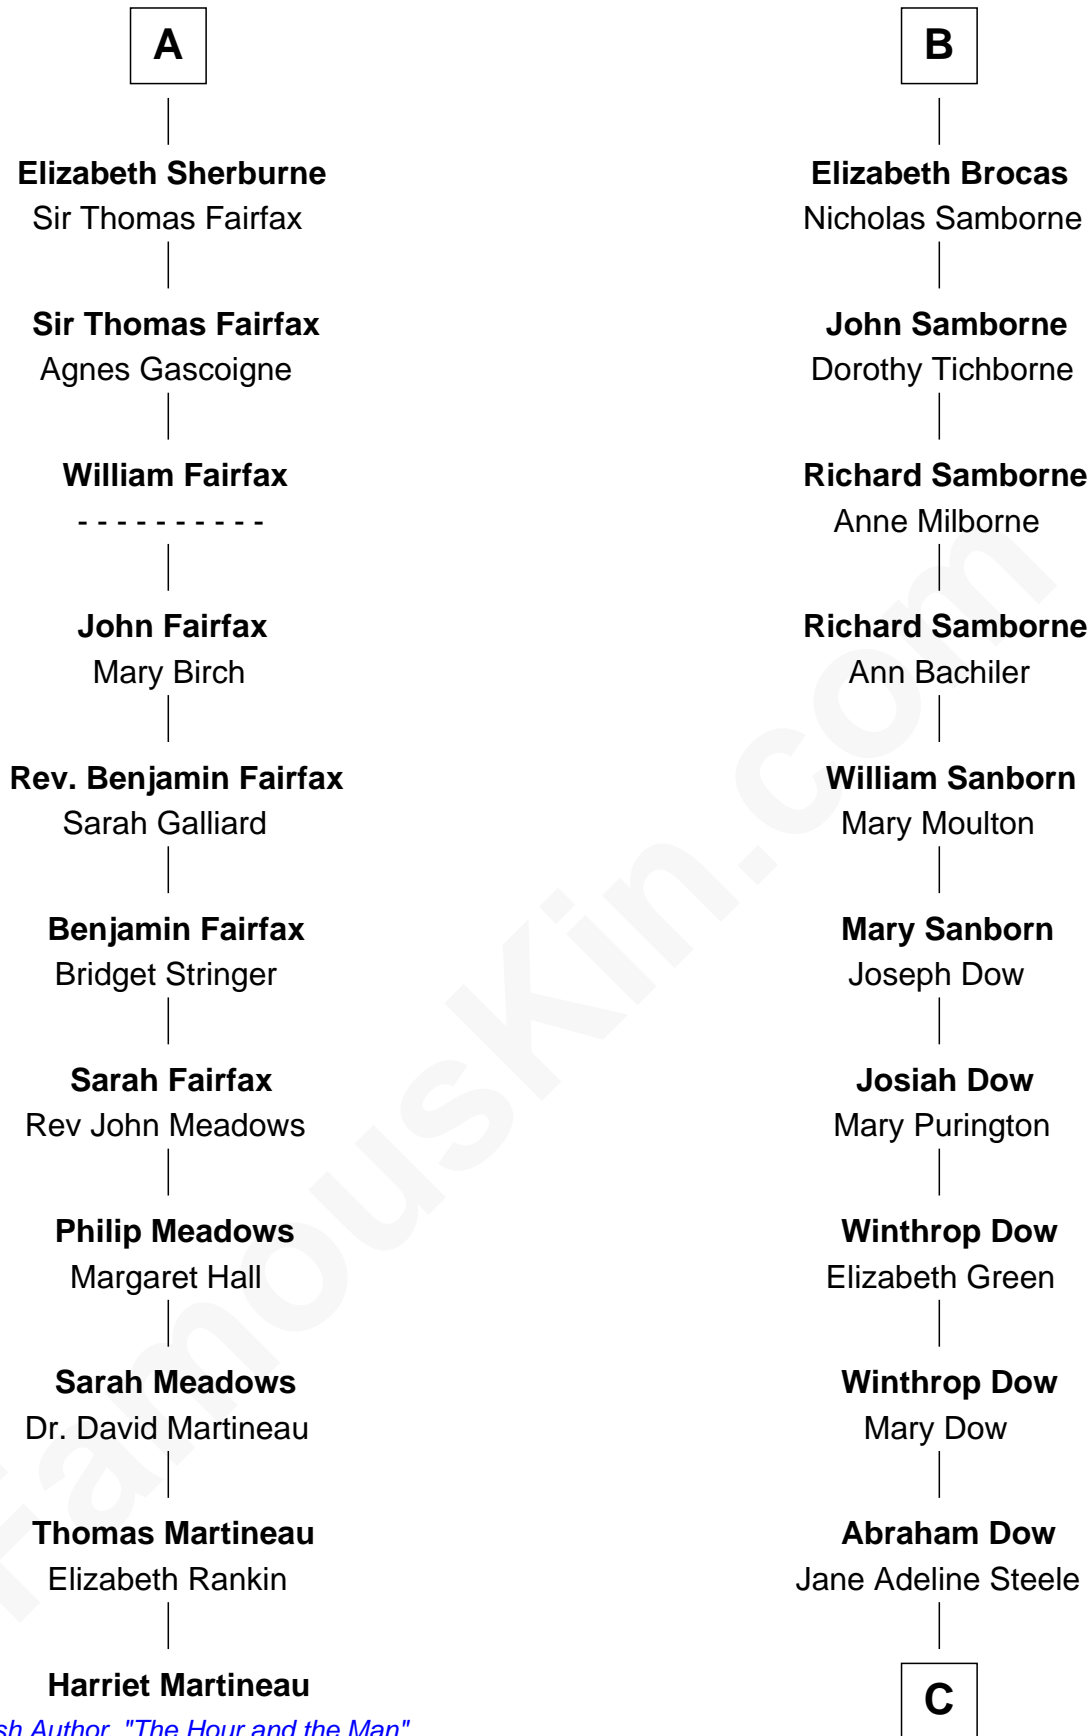 A
Elizabeth Sherburne
Sir Thomas Fairfax
Sir Thomas Fairfax
Agnes Gascoigne
William Fairfax
- - - - - - - - - -
John Fairfax
Mary Birch
Rev. Benjamin Fairfax
Sarah Galliard
Benjamin Fairfax
Bridget Stringer
Sarah Fairfax
Rev John Meadows
Philip Meadows
Margaret Hall
Sarah Meadows
Dr. David Martineau
Thomas Martineau
Elizabeth Rankin
Harriet Martineau
Author, "The Hour and the Man"
B
Elizabeth Brocas
Nicholas Samborne
John Samborne
Dorothy Tichborne
Richard Samborne
Anne Milborne
Richard Samborne
Ann Bachiler
William Sanborn
Mary Moulton
Mary Sanborn
Joseph Dow
Josiah Dow
Mary Purington
Winthrop Dow
Elizabeth Green
Winthrop Dow
Mary Dow
Abraham Dow
Jane Adeline Steele
C
FamousKin.com